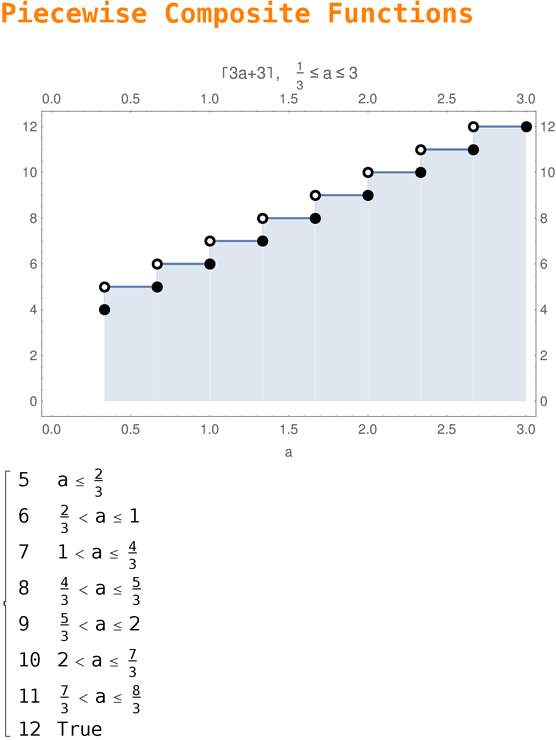 Piecewise Composite Functions
⌈3a+3⌉, 1/3 ≤ a ≤ 3
0.0 0.5 1.0 1.5 2.0 2.5 3.0
12 12
10 10
8 8
6 6
4 4
2 2
0 0
0.0 0.5 1.0 1.5 2.0 2.5 3.0
a
5 a ≤ 2/3
6 2/3 < a ≤ 1
7 1 < a ≤ 4/3
8 4/3 < a ≤ 5/3
9 5/3 < a ≤ 2
10 2 < a ≤ 7/3
11 7/3 < a ≤ 8/3
12 True